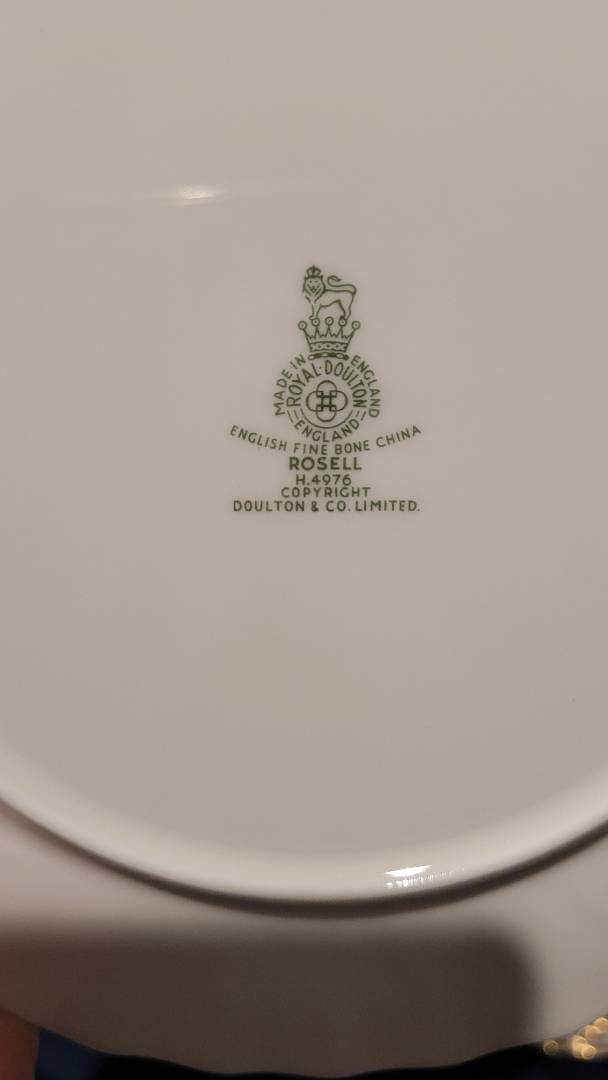 MADE IN ENGLAND
ROYAL·DOULTON
ENGLAND
ENGLISH FINE BONE CHINA
ROSELL
H.4976
COPYRIGHT
DOULTON & CO. LIMITED.